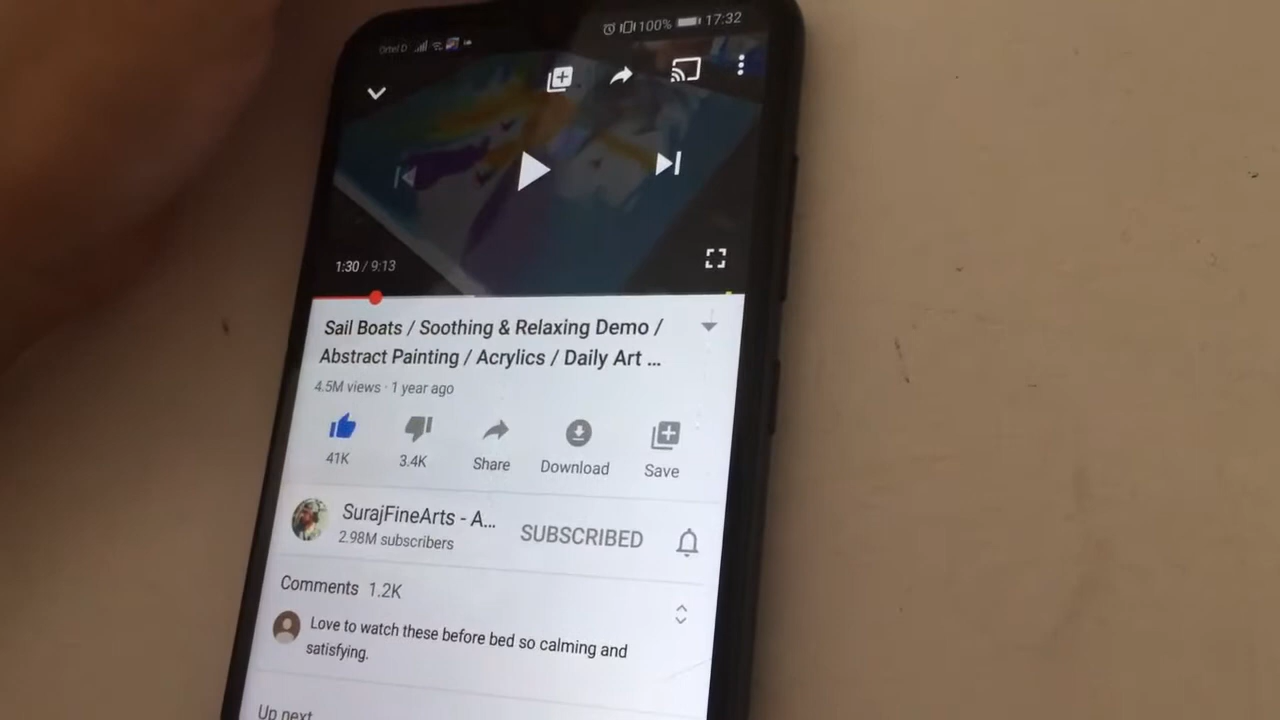 Ortel D 100% 17:32
1:30 / 9:13
Sail Boats / Soothing & Relaxing Demo /
Abstract Painting / Acrylics / Daily Art ...
4.5M views · 1 year ago
41K 3.4K Share Download Save
SurajFineArts - A...
2.98M subscribers
SUBSCRIBED
Comments 1.2K
Love to watch these before bed so calming and
satisfying.
Up next